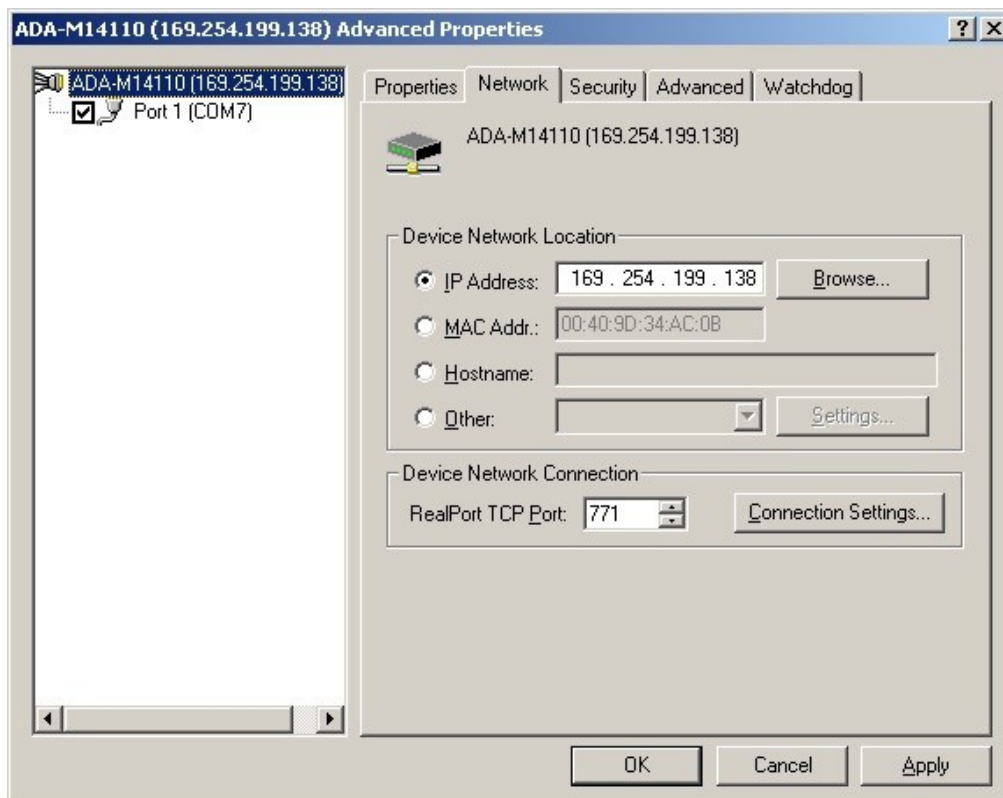 ADA-M14110 (169.254.199.138) Advanced Properties
ADA-M14110 (169.254.199.138)
Port 1 (COM7)
Properties Network Security Advanced Watchdog
ADA-M14110 (169.254.199.138)
Device Network Location
IP Address: 169 . 254 . 199 . 138 Browse...
MAC Addr.: 00:40:9D:34:AC:0B
Hostname:
Other: Settings...
Device Network Connection
RealPort TCP Port: 771 Connection Settings...
OK Cancel Apply